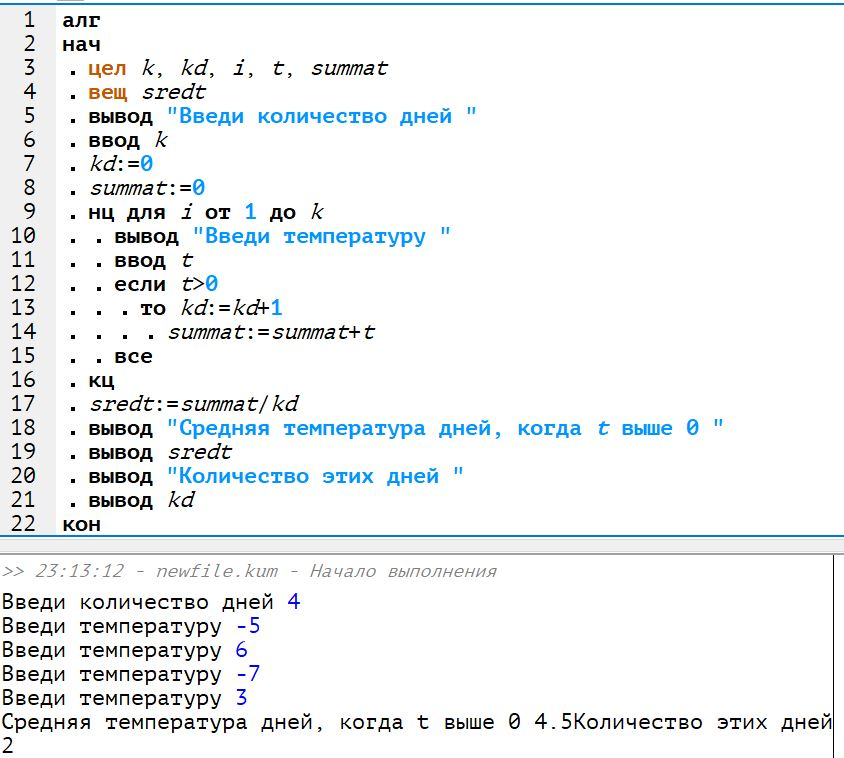 1 алг
2 нач
3 . цел k, kd, i, t, summat
4 . вещ sredt
5 . вывод "Введи количество дней "
6 . ввод k
7 . kd:=0
8 . summat:=0
9 . нц для i от 1 до k
10 . . вывод "Введи температуру "
11 . . ввод t
12 . . если t>0
13 . . . то kd:=kd+1
14 . . . . summat:=summat+t
15 . . все
16 . кц
17 . sredt:=summat/kd
18 . вывод "Средняя температура дней, когда t выше 0 "
19 . вывод sredt
20 . вывод "Количество этих дней "
21 . вывод kd
22 кон
>> 23:13:12 - newfile.kum - Начало выполнения
Введи количество дней 4
Введи температуру -5
Введи температуру 6
Введи температуру -7
Введи температуру 3
Средняя температура дней, когда t выше 0 4.5Количество этих дней
2